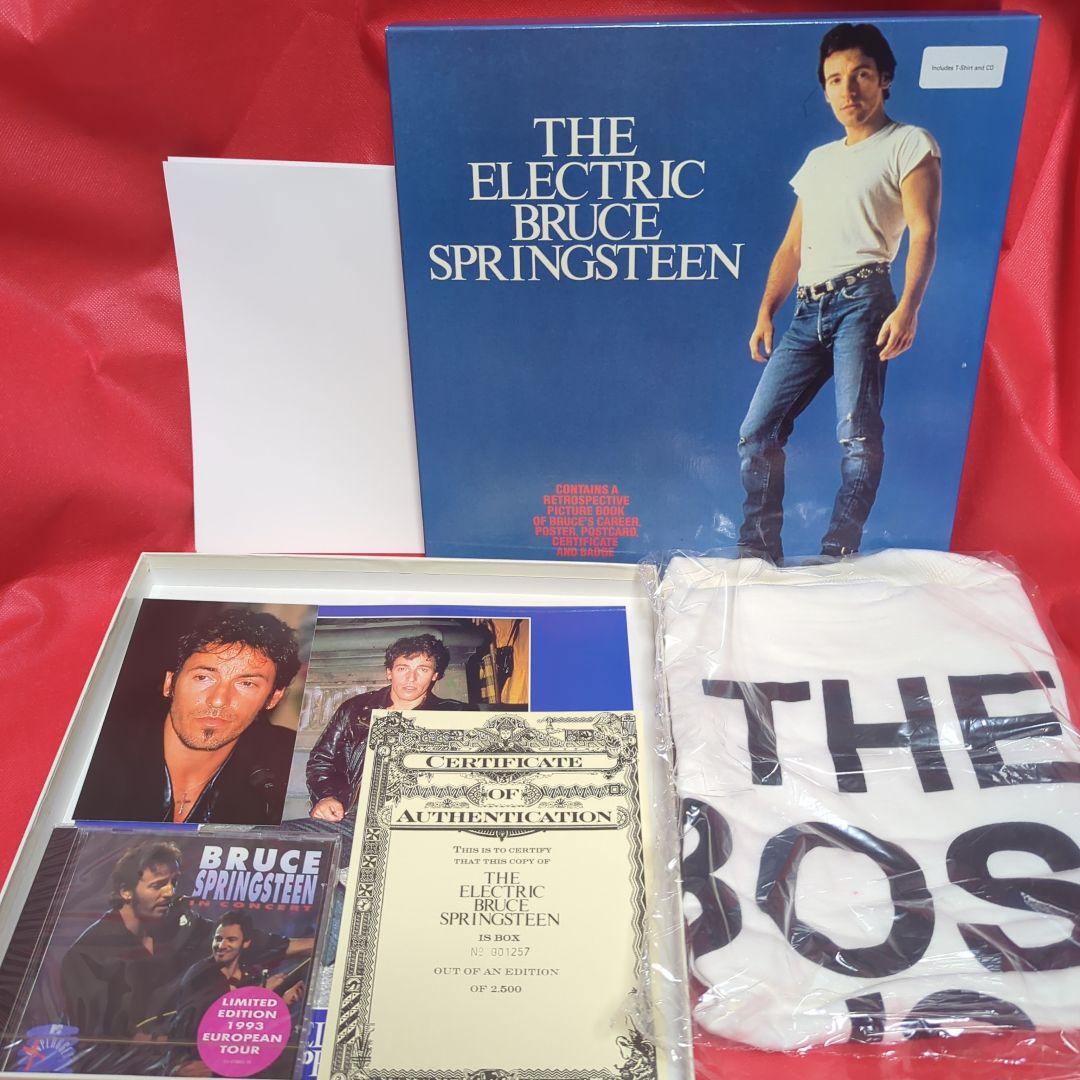 Includes T-Shirt and CD
THE
ELECTRIC
BRUCE
SPRINGSTEEN
CONTAINS A
RETROSPECTIVE
PICTURE BOOK
OF BRUCE'S CAREER,
POSTER, POSTCARD,
CERTIFICATE
AND BADGE
THE
BOS
CERTIFICATE
OF
AUTHENTICATION
THIS IS TO CERTIFY
THAT THIS COPY OF
THE
ELECTRIC
BRUCE
SPRINGSTEEN
IS BOX
Nº 001257
OUT OF AN EDITION
OF 2.500
BRUCE
SPRINGSTEEN
IN CONCERT
LIMITED
EDITION
1993
EUROPEAN
TOUR